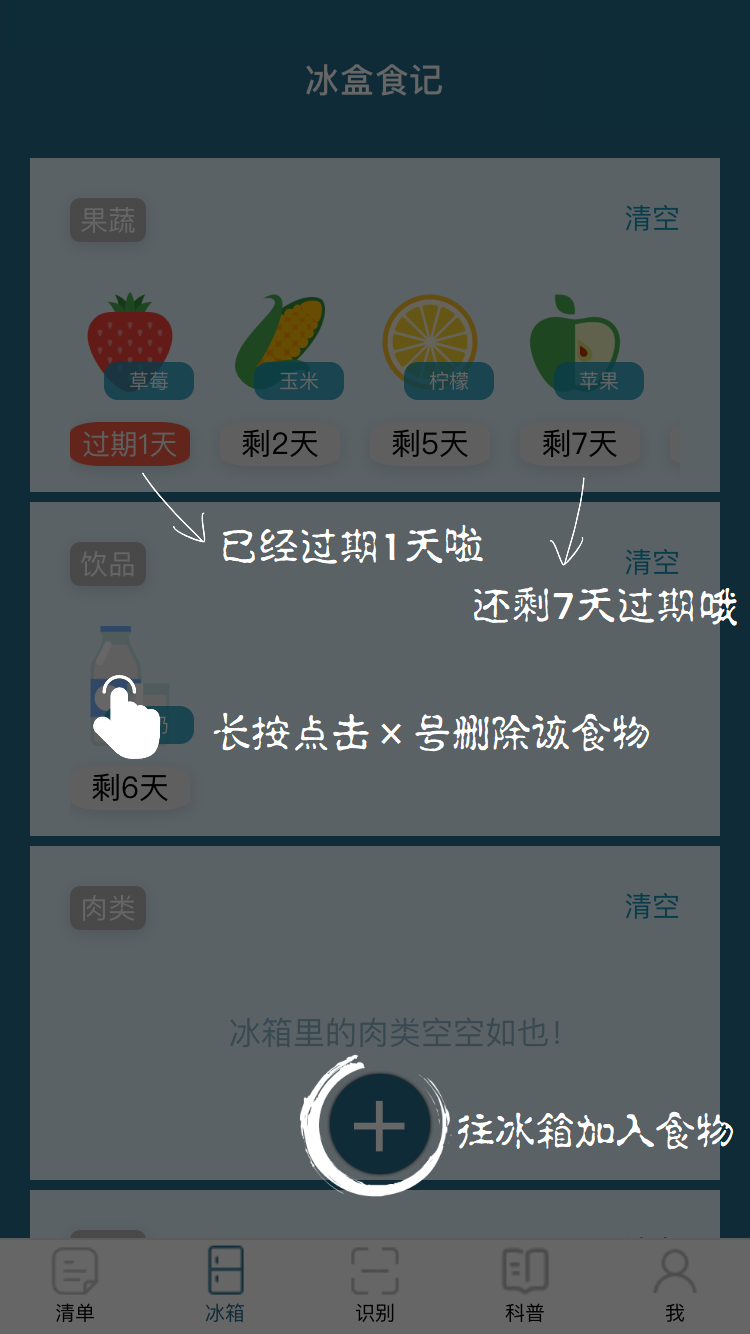 冰盒食记
果蔬
清空
草莓
玉米
柠檬
苹果
过期1天
剩2天
剩5天
剩7天
已经过期1天啦
饮品
清空
还剩7天过期哦
奶
长按点击×号删除该食物
剩6天
肉类
清空
冰箱里的肉类空空如也!
往冰箱加入食物
清单
冰箱
识别
科普
我